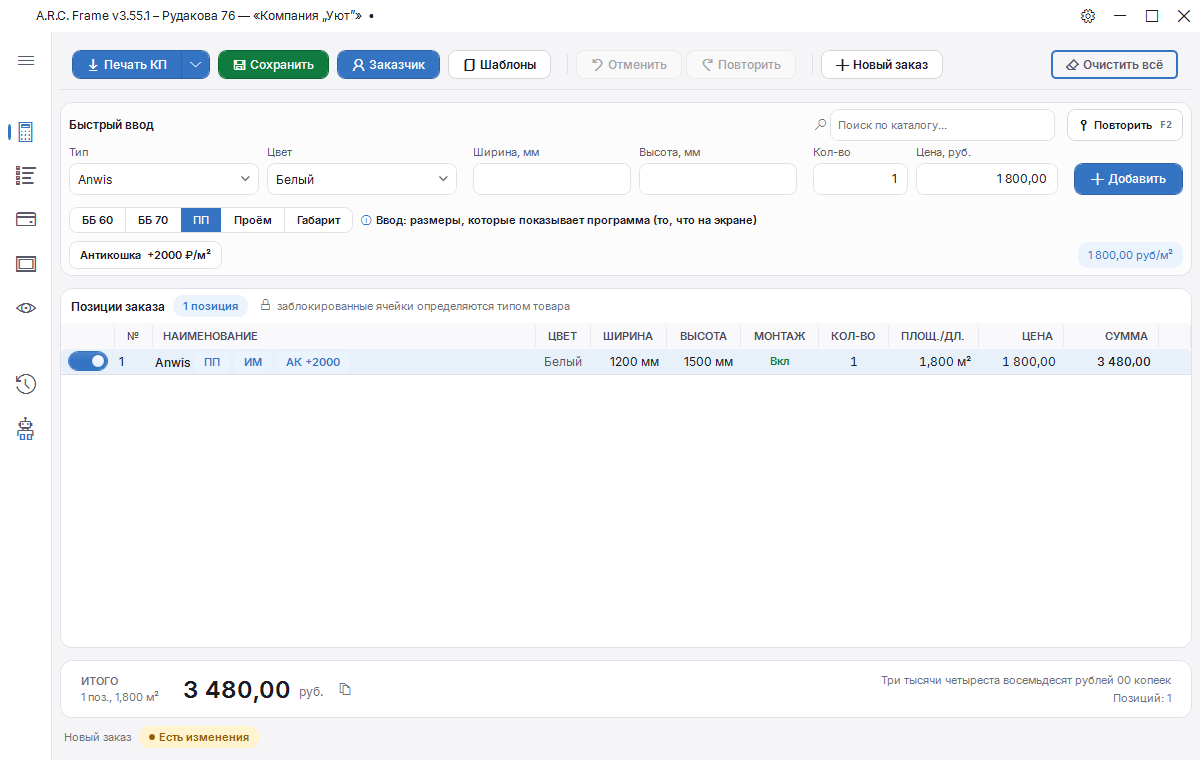 A.R.C. Frame v3.55.1 – Рудакова 76 — «Компания „Уют“» •
Печать КП Сохранить Заказчик Шаблоны Отменить Повторить Новый заказ Очистить всё
Быстрый ввод Поиск по каталогу... Повторить F2
Тип Цвет Ширина, мм Высота, мм Кол-во Цена, руб.
Anwis Белый 1 1 800,00 Добавить
ББ 60 ББ 70 ПП Проём Габарит Ввод: размеры, которые показывает программа (то, что на экране)
Антикошка +2000 ₽/м² 1 800,00 руб/м²
Позиции заказа 1 позиция заблокированные ячейки определяются типом товара
№ НАИМЕНОВАНИЕ ЦВЕТ ШИРИНА ВЫСОТА МОНТАЖ КОЛ-ВО ПЛОЩ./ДЛ. ЦЕНА СУММА
1 Anwis ПП ИМ АК +2000 Белый 1200 мм 1500 мм Вкл 1 1,800 м² 1 800,00 3 480,00
ИТОГО
1 поз., 1,800 м²
3 480,00 руб.
Три тысячи четыреста восемьдесят рублей 00 копеек
Позиций: 1
Новый заказ • Есть изменения